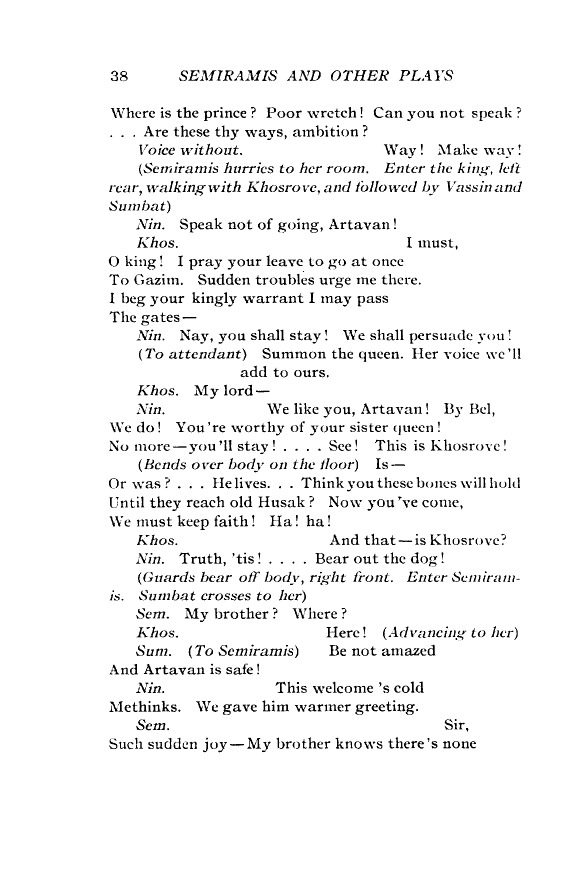 38 SEMIRAMIS AND OTHER PLAYS
Where is the prince? Poor wretch! Can you not speak?
. . . Are these thy ways, ambition?
Voice without. Way! Make way!
(Semiramis hurries to her room. Enter the king, left
rear, walking with Khosrove, and followed by Vassin and
Sumbat)
Nin. Speak not of going, Artavan!
Khos. I must,
O king! I pray your leave to go at once
To Gazim. Sudden troubles urge me there.
I beg your kingly warrant I may pass
The gates—
Nin. Nay, you shall stay! We shall persuade you!
(To attendant) Summon the queen. Her voice we'll
add to ours.
Khos. My lord—
Nin. We like you, Artavan! By Bel,
We do! You're worthy of your sister queen!
No more—you'll stay! . . . . See! This is Khosrove!
(Bends over body on the floor) Is—
Or was? . . . He lives. . . Think you these bones will hold
Until they reach old Husak? Now you've come,
We must keep faith! Ha! ha!
Khos. And that—is Khosrove?
Nin. Truth, 'tis! . . . . Bear out the dog!
(Guards bear off body, right front. Enter Semiram-
is. Sumbat crosses to her)
Sem. My brother? Where?
Khos. Here! (Advancing to her)
Sum. (To Semiramis) Be not amazed
And Artavan is safe!
Nin. This welcome 's cold
Methinks. We gave him warmer greeting.
Sem. Sir,
Such sudden joy—My brother knows there's none